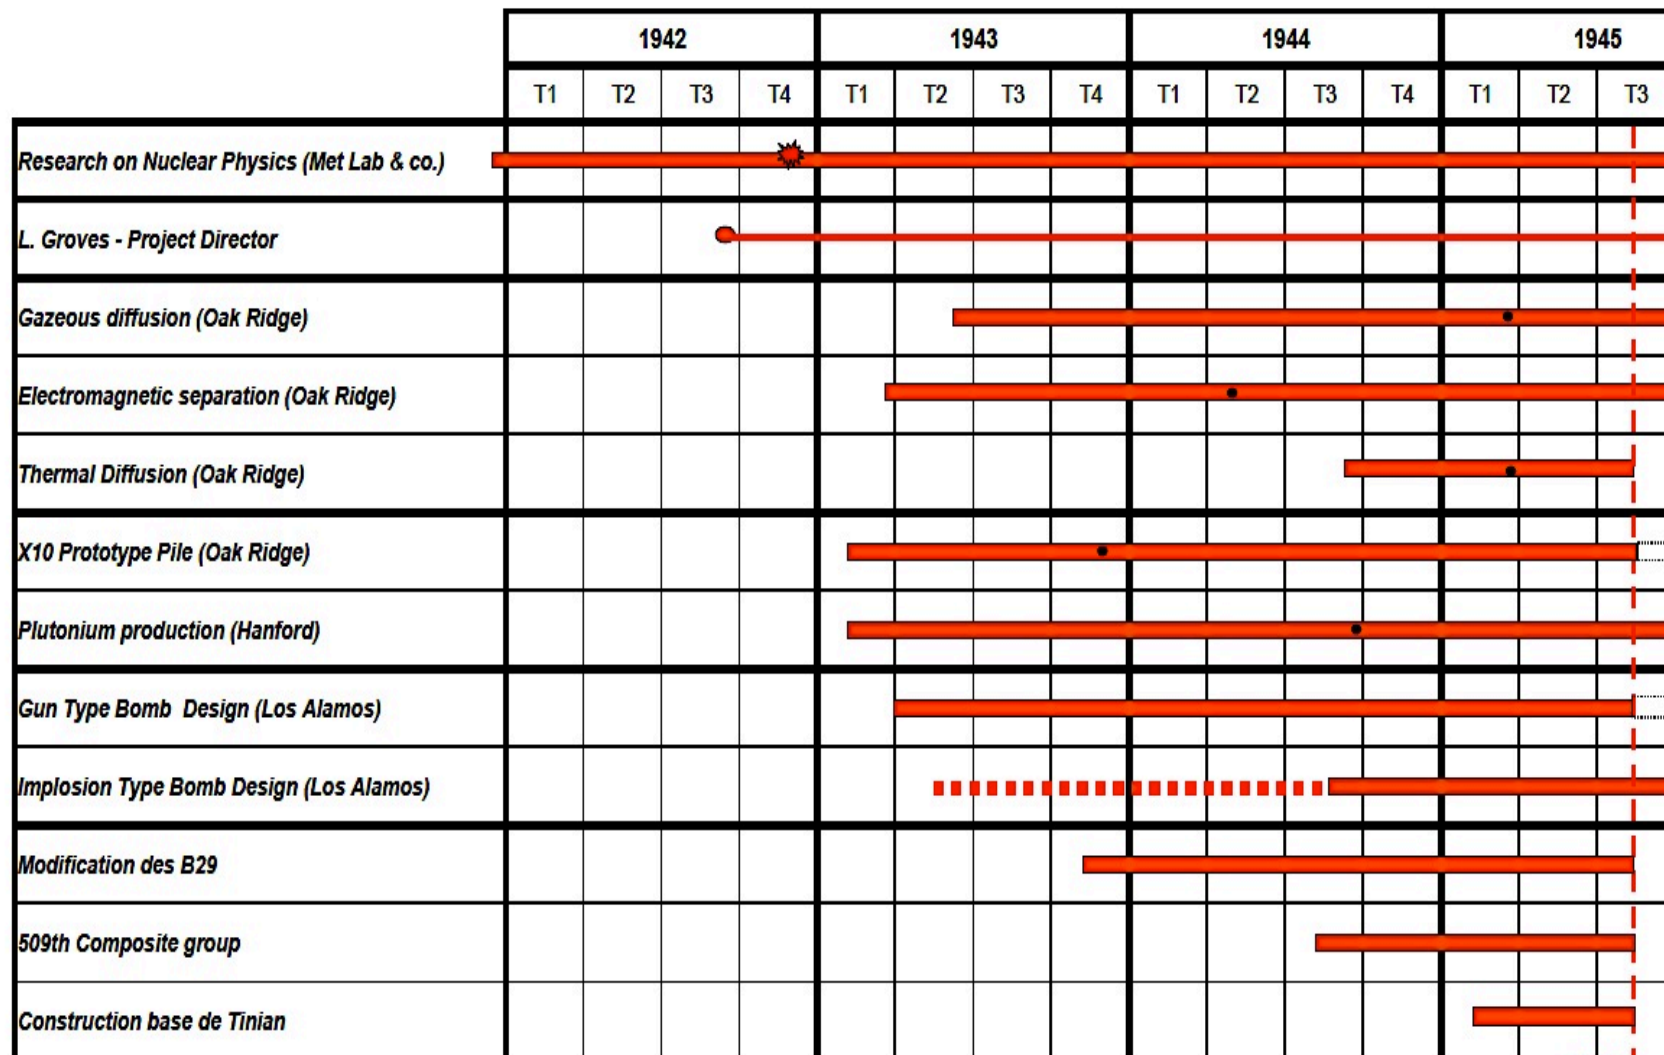 1942 1943 1944 1945
T1 T2 T3 T4 T1 T2 T3 T4 T1 T2 T3 T4 T1 T2 T3
Research on Nuclear Physics (Met Lab & co.)
L. Groves - Project Director
Gazeous diffusion (Oak Ridge)
Electromagnetic separation (Oak Ridge)
Thermal Diffusion (Oak Ridge)
X10 Prototype Pile (Oak Ridge)
Plutonium production (Hanford)
Gun Type Bomb Design (Los Alamos)
Implosion Type Bomb Design (Los Alamos)
Modification des B29
509th Composite group
Construction base de Tinian